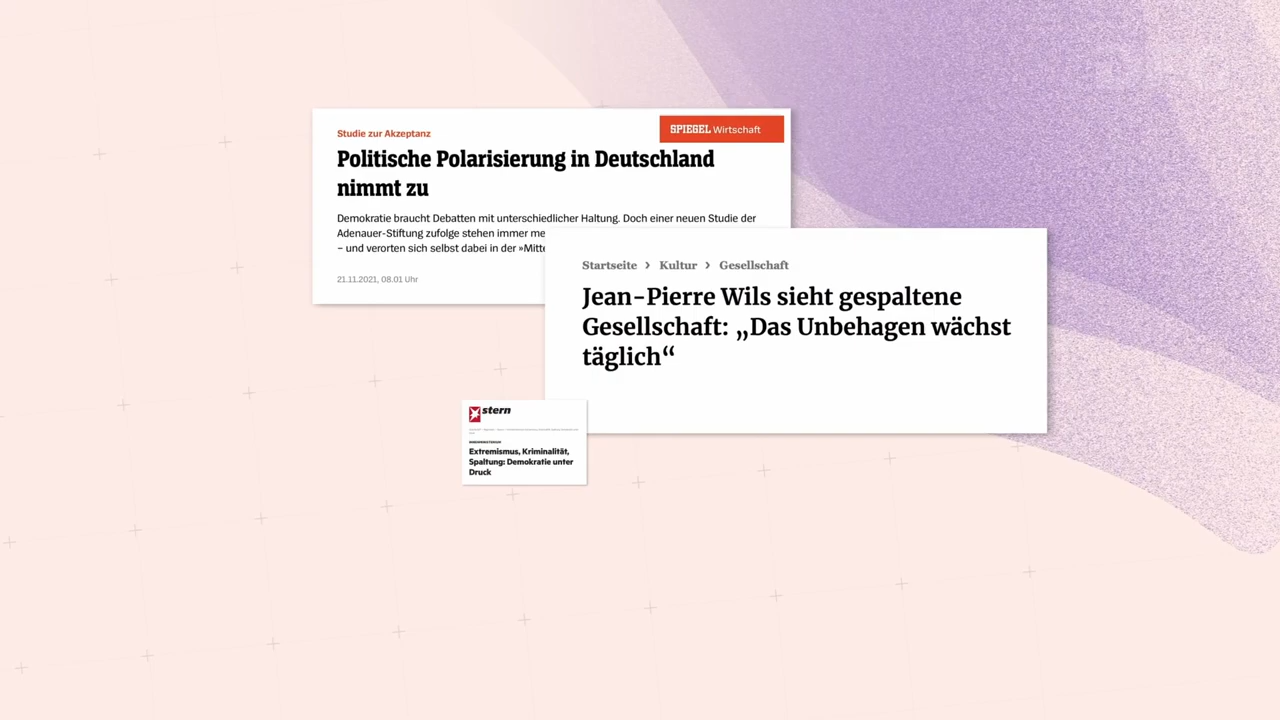 Studie zur Akzeptanz
SPIEGEL Wirtschaft
Politische Polarisierung in Deutschland
nimmt zu
Demokratie braucht Debatten mit unterschiedlicher Haltung. Doch einer neuen Studie der
Adenauer-Stiftung zufolge stehen immer
– und verorten sich selbst dabei in der
21.11.2021, 08.01 Uhr
Startseite › Kultur › Gesellschaft
Jean-Pierre Wils sieht gespaltene
Gesellschaft: „Das Unbehagen wächst
täglich“
stern
Extremismus, Kriminalität,
Spaltung: Demokratie unter
Druck